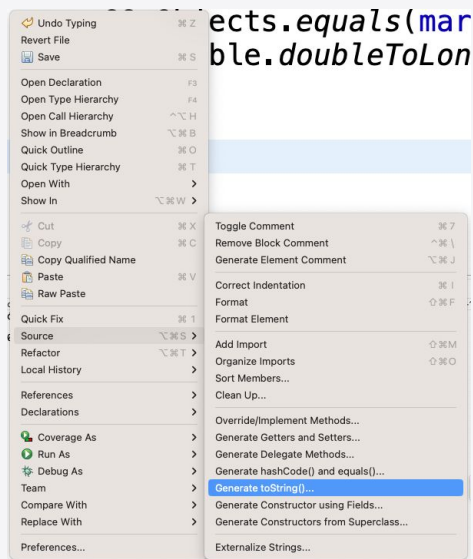 Objects.equals(mar
ble.doubleToLon
Undo Typing ⌘ Z
Revert File
Save ⌘ S
Open Declaration F3
Open Type Hierarchy F4
Open Call Hierarchy ^⌥ H
Show in Breadcrumb ⌥⌘ B
Quick Outline ⌘ O
Quick Type Hierarchy ⌘ T
Open With >
Show In ⌥⌘ W >
Cut ⌘ X
Copy ⌘ C
Copy Qualified Name
Paste ⌘ V
Raw Paste
Quick Fix ⌘ 1
Source ⌥⌘ S >
Refactor ⌥⌘ T >
Local History >
References >
Declarations >
Coverage As >
Run As >
Debug As >
Team >
Compare With >
Replace With >
Preferences...
Toggle Comment ⌘ 7
Remove Block Comment ^⌘ \
Generate Element Comment ⌥⌘ J
Correct Indentation ⌘ I
Format ⇧⌘ F
Format Element
Add Import ⇧⌘ M
Organize Imports ⇧⌘ O
Sort Members...
Clean Up...
Override/Implement Methods...
Generate Getters and Setters...
Generate Delegate Methods...
Generate hashCode() and equals()...
Generate toString()...
Generate Constructor using Fields...
Generate Constructors from Superclass...
Externalize Strings...